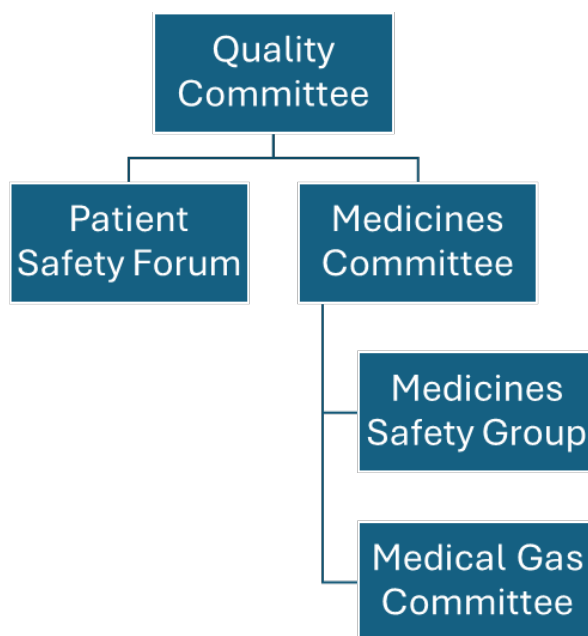 Quality
Committee
Patient
Safety Forum
Medicines
Committee
Medicines
Safety Group
Medical Gas
Committee